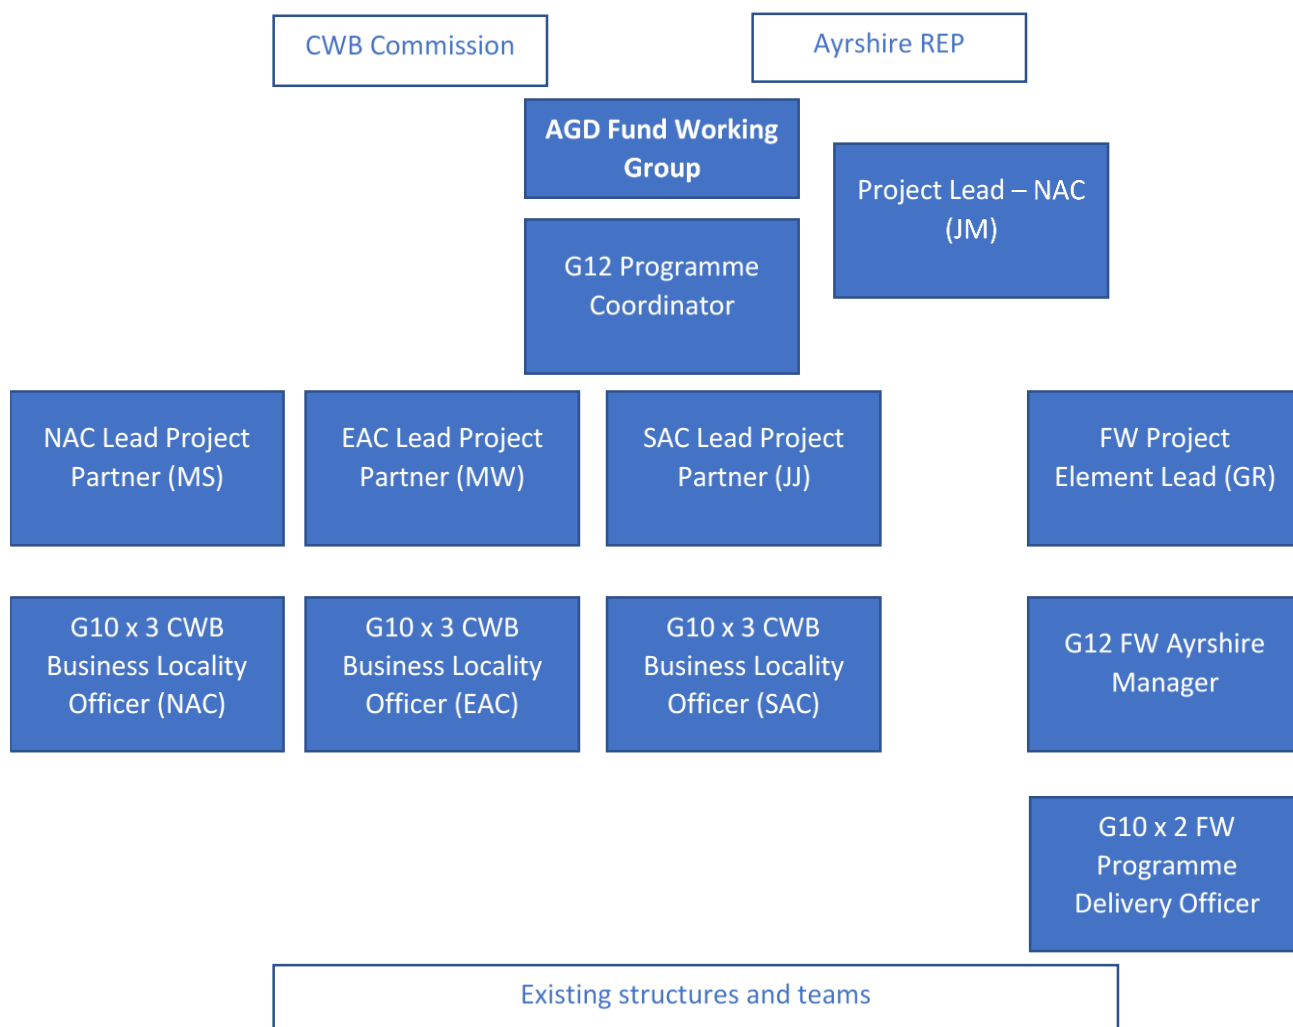 CWB Commission
Ayrshire REP
AGD Fund Working
Group
Project Lead – NAC
(JM)
G12 Programme
Coordinator
NAC Lead Project
Partner (MS)
EAC Lead Project
Partner (MW)
SAC Lead Project
Partner (JJ)
FW Project
Element Lead (GR)
G10 x 3 CWB
Business Locality
Officer (NAC)
G10 x 3 CWB
Business Locality
Officer (EAC)
G10 x 3 CWB
Business Locality
Officer (SAC)
G12 FW Ayrshire
Manager
G10 x 2 FW
Programme
Delivery Officer
Existing structures and teams